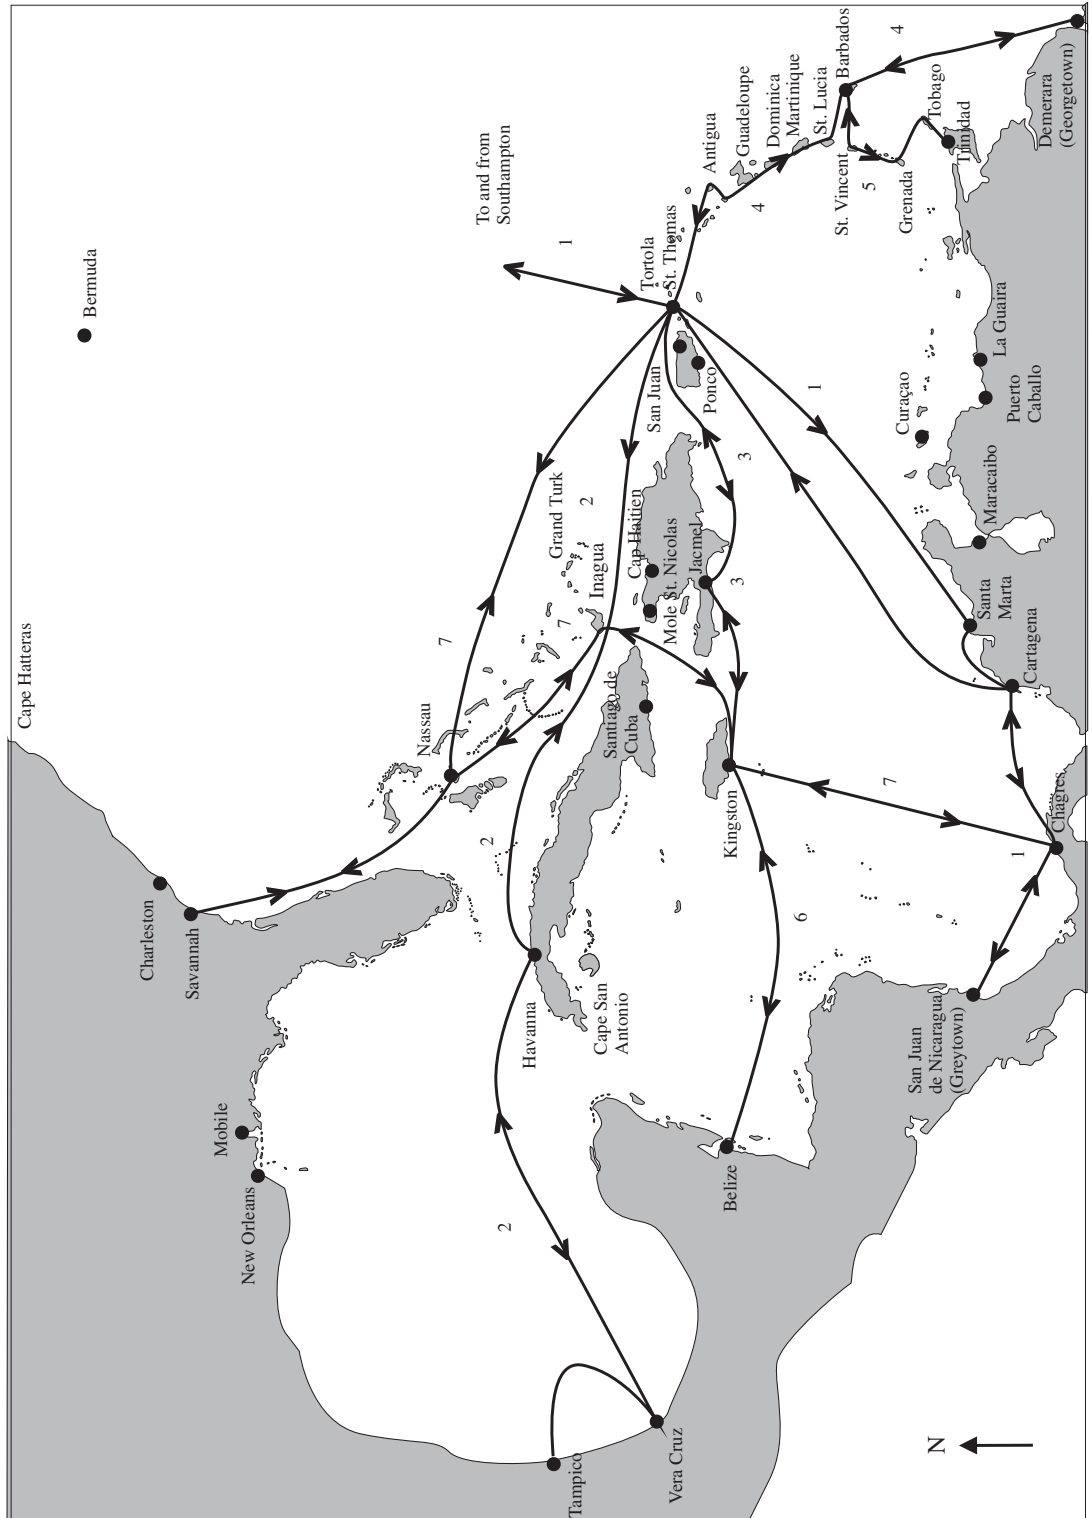 Cape Hatteras
Bermuda
Charleston
Savannah
Mobile
New Orleans
Nassau
7
7
To and from
Southampton
1
Grand Turk
2
Inagua
Havanna
2
2
Cape San
Antonio
Santiago de
Cuba
Cap Haitien
Mole St. Nicolas
Jacmel
San Juan
Ponco
Tortola
St. Thomas
Antigua
Guadeloupe
Dominica
Martinique
St. Lucia
Barbados
4
4
St. Vincent
5
Grenada
Tobago
Trinidad
Demerara
(Georgetown)
3
3
1
Kingston
7
6
Belize
Tampico
Vera Cruz
Curaçao
La Guaira
Puerto
Caballo
Maracaibo
Santa
Marta
Cartagena
Chagres
1
San Juan
de Nicaragua
(Greytown)
N